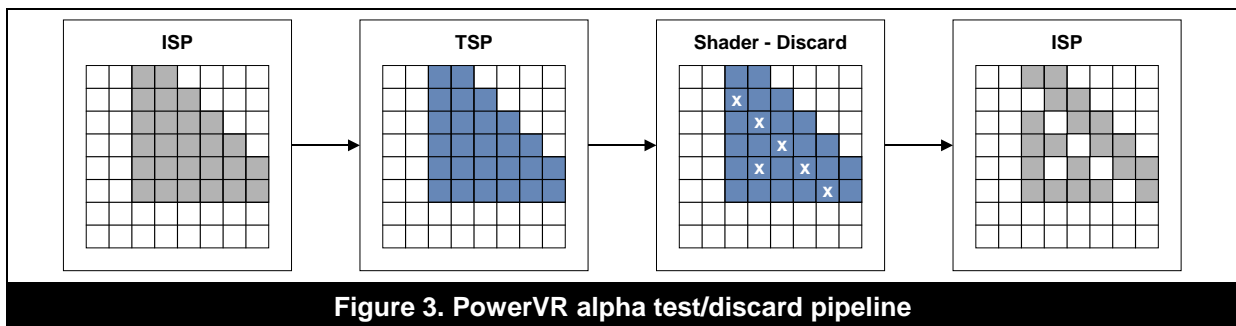 ISP
TSP
Shader - Discard
ISP
x
x
x
x x
x
Figure 3. PowerVR alpha test/discard pipeline